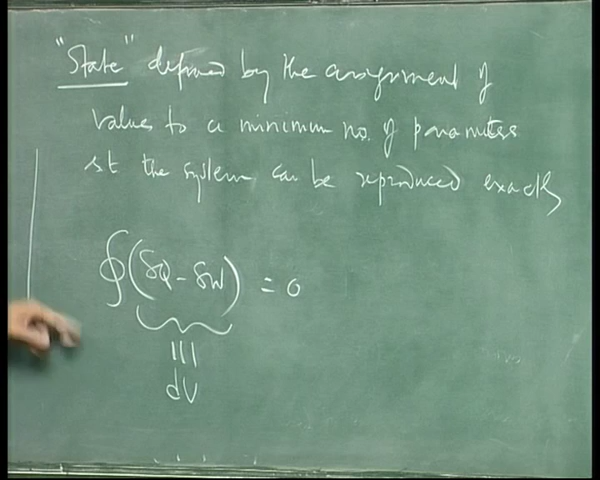 "State" defined by the assignment of
values to a minimum no. of parameters
st the system can be reproduced exactly
∮(δQ - δW) = 0
|||
dU